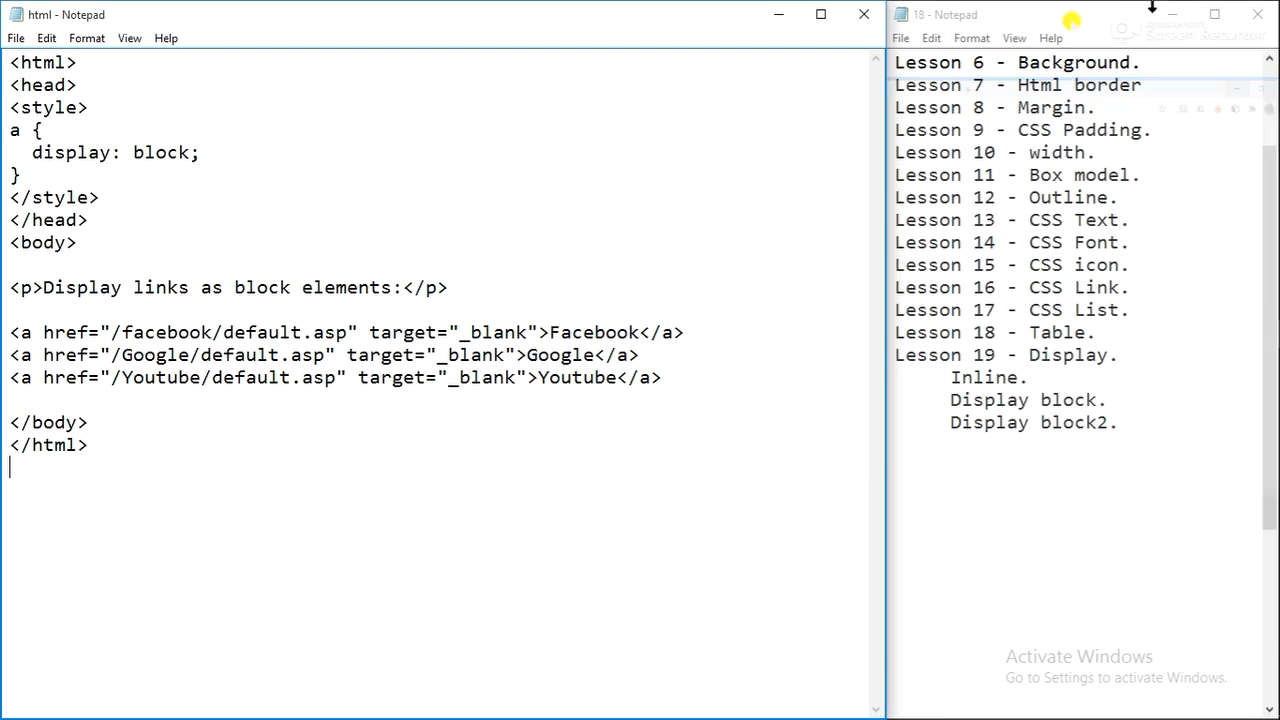 html - Notepad
File Edit Format View Help
<html>
<head>
<style>
a {
  display: block;
}
</style>
</head>
<body>

<p>Display links as block elements:</p>

<a href="/facebook/default.asp" target="_blank">Facebook</a>
<a href="/Google/default.asp" target="_blank">Google</a>
<a href="/Youtube/default.asp" target="_blank">Youtube</a>

</body>
</html>
18 - Notepad
File Edit Format View Help
Lesson 6 - Background.
Lesson 7 - Html border
Lesson 8 - Margin.
Lesson 9 - CSS Padding.
Lesson 10 - width.
Lesson 11 - Box model.
Lesson 12 - Outline.
Lesson 13 - CSS Text.
Lesson 14 - CSS Font.
Lesson 15 - CSS icon.
Lesson 16 - CSS Link.
Lesson 17 - CSS List.
Lesson 18 - Table.
Lesson 19 - Display.
     Inline.
     Display block.
     Display block2.
Screen Recorder
Activate Windows
Go to Settings to activate Windows.